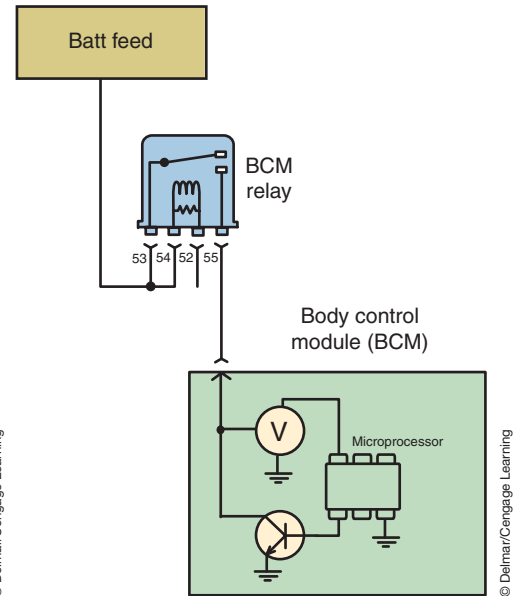 Batt feed
BCM
relay
53
54
52
55
Body control
module (BCM)
V
Microprocessor
© Delmar/Cengage Learning